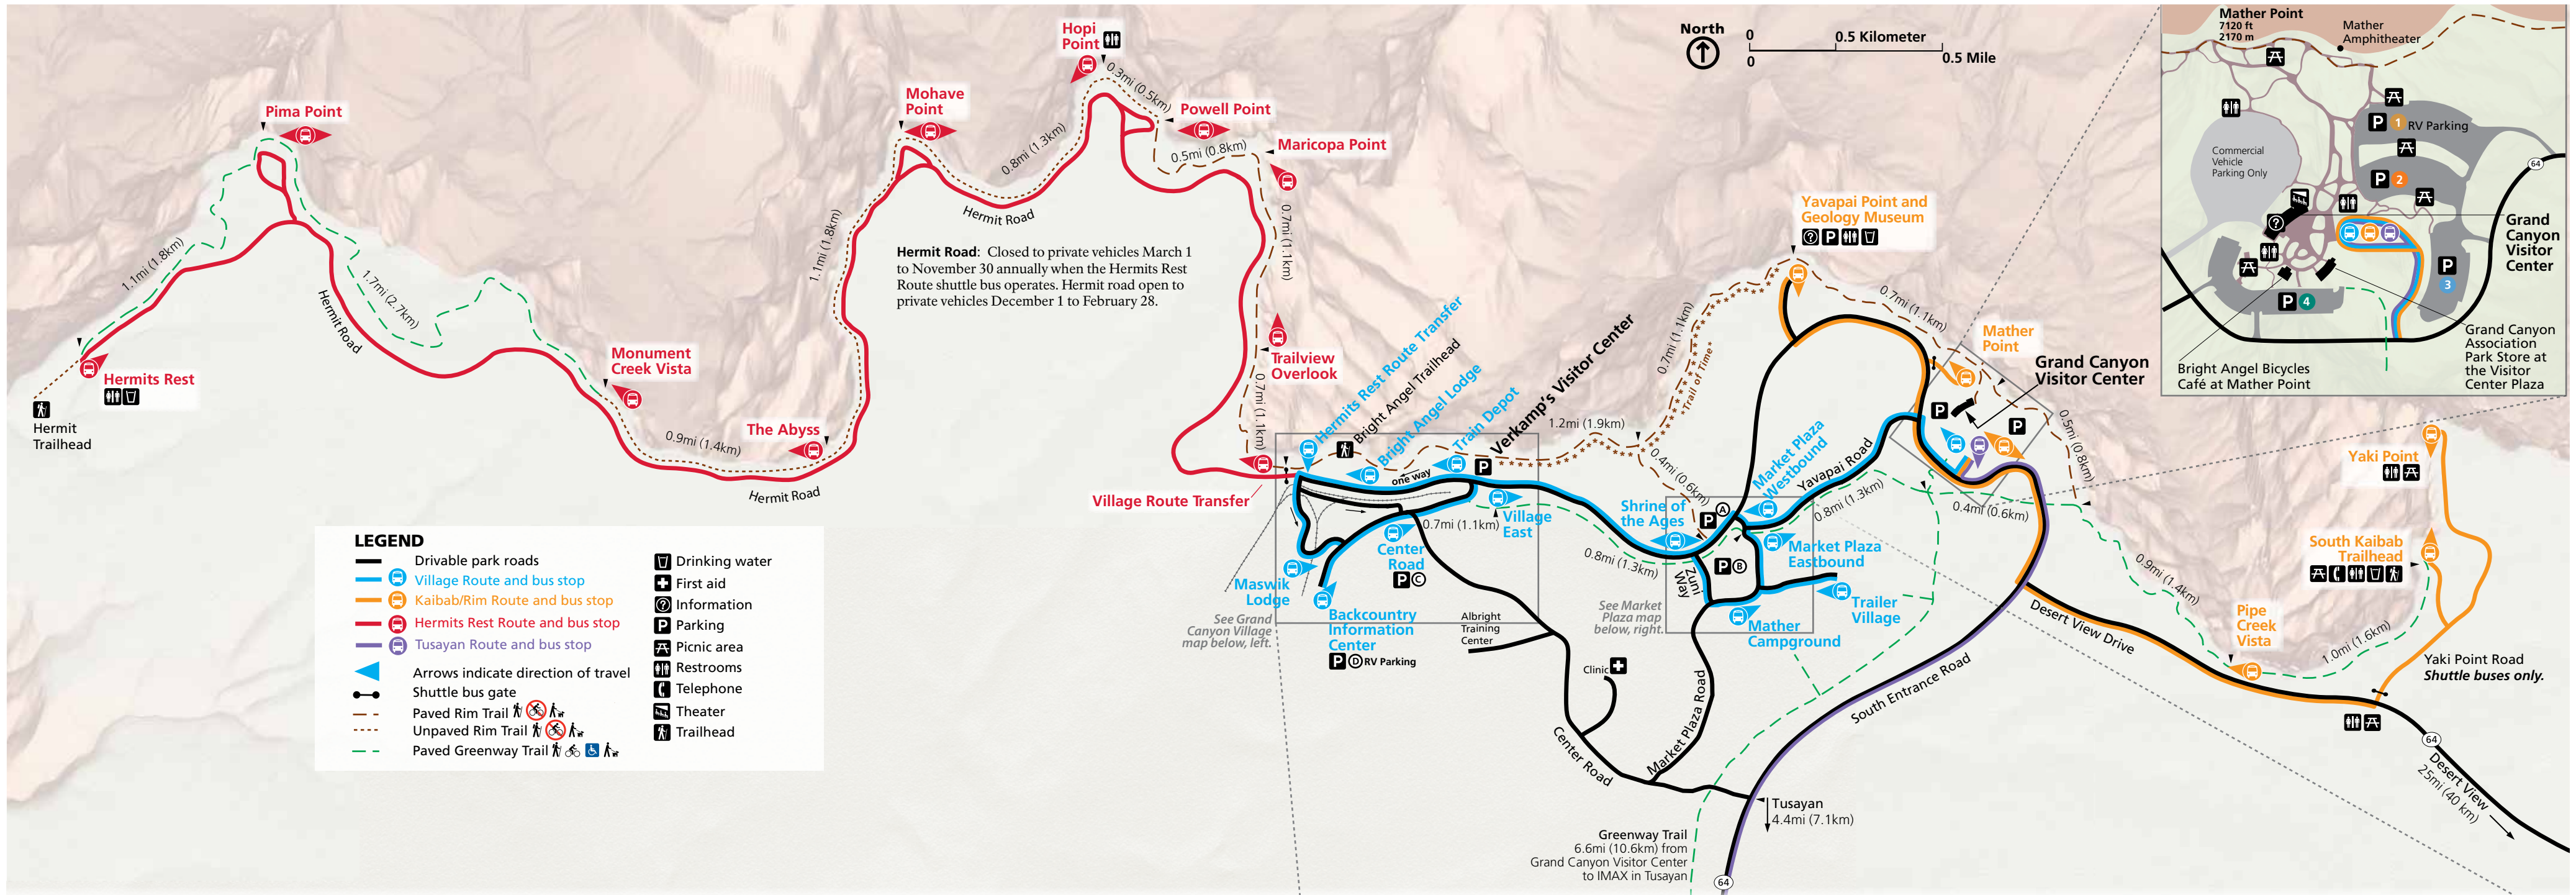 Hopi
Point
0.3mi (0.5km)
Mohave
Point
Powell Point
Pima Point
0.8mi (1.3km)
0.5mi (0.8km)
Maricopa Point
Hermit Road
1.1mi (1.8km)
0.7mi (1.1km)
Hermit Road: Closed to private vehicles March 1
to November 30 annually when the Hermits Rest
Route shuttle bus operates. Hermit road open to
private vehicles December 1 to February 28.
1.1mi (1.8km)
1.7mi (2.7km)
Hermit Road
Hermits Rest
Hermit
Trailhead
Monument
Creek Vista
The Abyss
0.9mi (1.4km)
Hermit Road
Trailview
Overlook
0.7mi (1.1km)
Village Route Transfer
North
0
0.5 Kilometer
0
0.5 Mile
Yavapai Point and
Geology Museum
?
P
0.7mi (1.1km)
0.7mi (1.1km)
Trail of Time
Mather
Point
Grand Canyon
Visitor Center
P
P
0.5mi (0.8km)
Hermits Rest Route Transfer
Bright Angel Trailhead
Bright Angel Lodge
Train Depot
Verkamp's Visitor Center
P
1.2mi (1.9km)
0.4mi (0.6km)
one way
Market Plaza
Westbound
Yavapai Road
0.8mi (1.3km)
0.4mi (0.6km)
Village
East
0.7mi (1.1km)
Center
Road
P C
Shrine of
the Ages
P A
P B
0.8mi (1.3km)
Zuni
Way
Market Plaza
Eastbound
Trailer
Village
Mather
Campground
Maswik
Lodge
Backcountry
Information
Center
P D RV Parking
See Grand
Canyon Village
map below, left.
See Market
Plaza map
below, right.
Albright
Training
Center
Clinic
Center Road
Market Plaza Road
South Entrance Road
Tusayan
4.4mi (7.1km)
Greenway Trail
6.6mi (10.6km) from
Grand Canyon Visitor Center
to IMAX in Tusayan
64
Desert View Drive
Pipe
Creek
Vista
0.9mi (1.4km)
1.0mi (1.6km)
Yaki Point
South Kaibab
Trailhead
Yaki Point Road
Shuttle buses only.
64
Desert View
25mi (40 km)
LEGEND
Drivable park roads
Village Route and bus stop
Kaibab/Rim Route and bus stop
Hermits Rest Route and bus stop
Tusayan Route and bus stop
Arrows indicate direction of travel
Shuttle bus gate
Paved Rim Trail
Unpaved Rim Trail
Paved Greenway Trail
Drinking water
First aid
? Information
P Parking
Picnic area
Restrooms
Telephone
Theater
Trailhead
Mather Point
7120 ft
2170 m
Mather
Amphitheater
P 1 RV Parking
Commercial
Vehicle
Parking Only
P 2
64
?
Grand
Canyon
Visitor
Center
P
3
P 4
Grand Canyon
Association
Park Store at
the Visitor
Center Plaza
Bright Angel Bicycles
Café at Mather Point